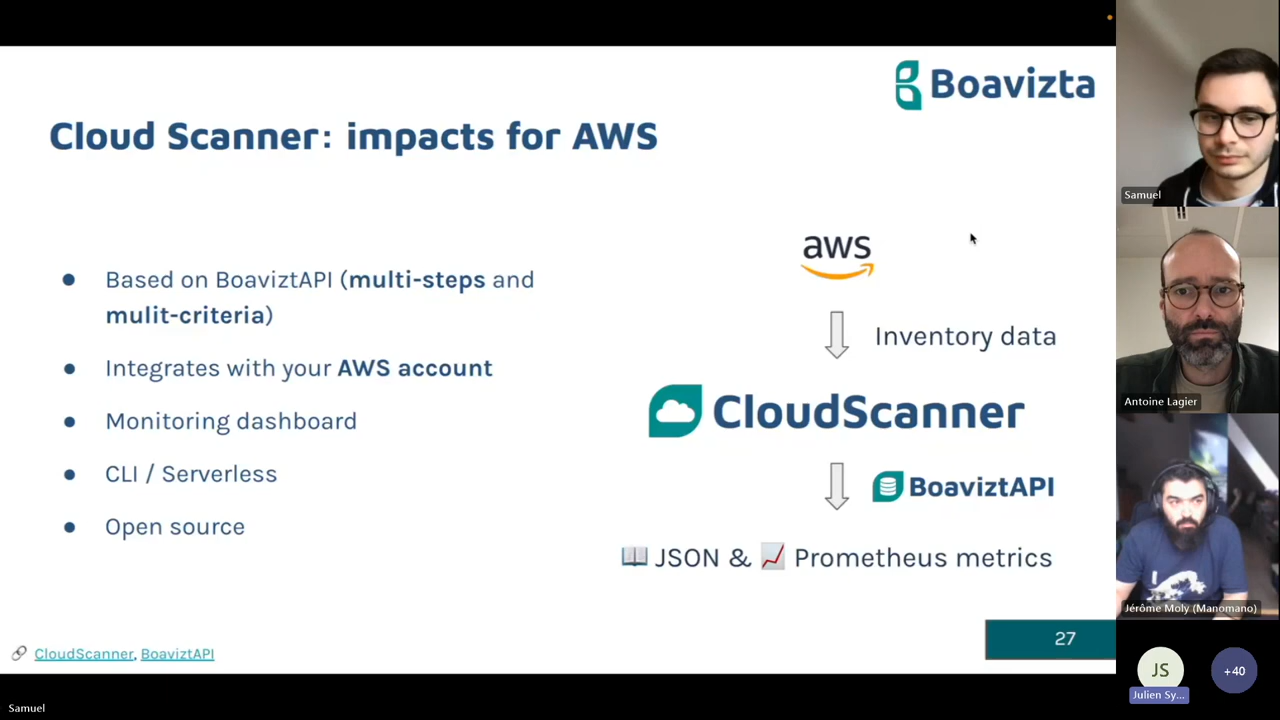 Boavizta
Cloud Scanner: impacts for AWS
● Based on BoaviztAPI (multi-steps and
mulit-criteria)
● Integrates with your AWS account
● Monitoring dashboard
● CLI / Serverless
● Open source
aws
Inventory data
CloudScanner
BoaviztAPI
JSON & Prometheus metrics
27
CloudScanner, BoaviztAPI
Samuel
Samuel
Antoine Lagier
Jérôme Moly (Manomano)
JS
Julien Sy...
+40